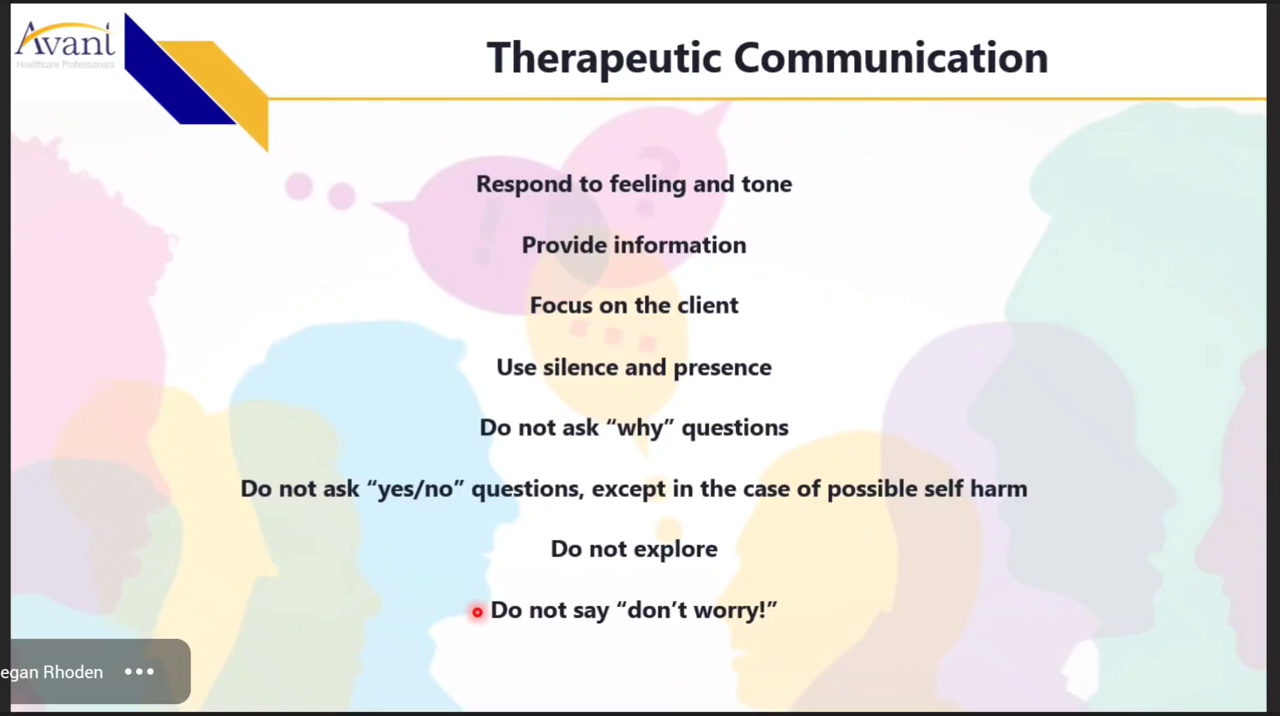 Avant
Healthcare Professionals
Therapeutic Communication
Respond to feeling and tone
Provide information
Focus on the client
Use silence and presence
Do not ask “why” questions
Do not ask “yes/no” questions, except in the case of possible self harm
Do not explore
Do not say “don’t worry!”
egan Rhoden